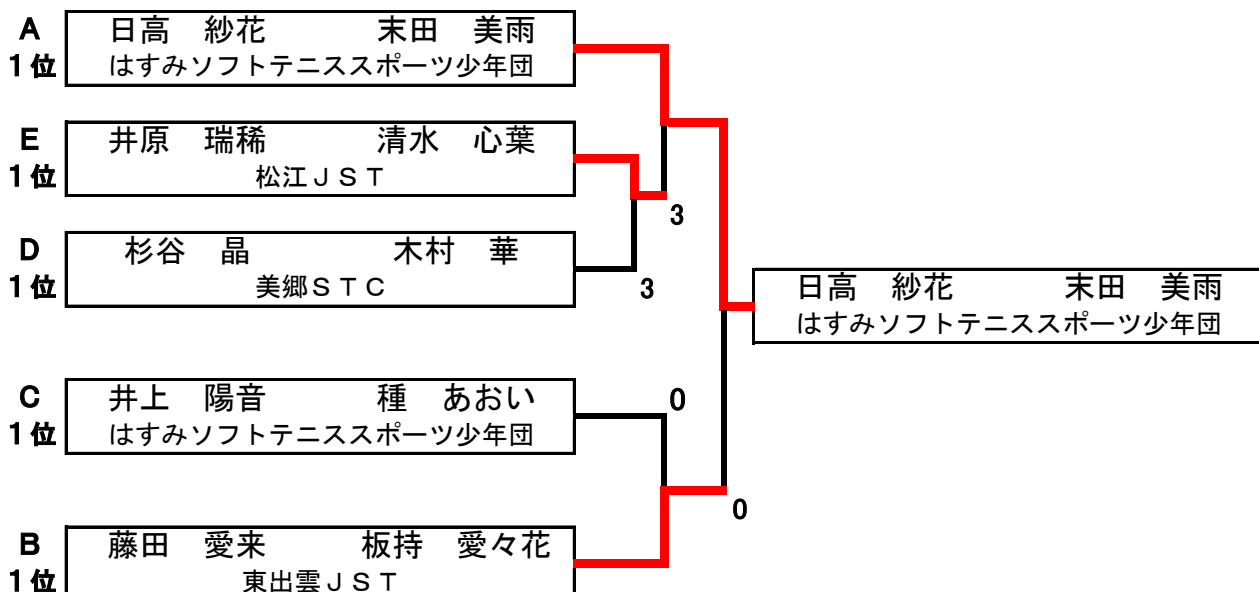 A
1位
日高　紗花　　　末田　美雨
はすみソフトテニススポーツ少年団
E
1位
井原　瑞稀　　　清水　心葉
松江ＪＳＴ
3
D
1位
杉谷　晶　　　木村　華
美郷ＳＴＣ
3
日高　紗花　　　末田　美雨
はすみソフトテニススポーツ少年団
C
1位
井上　陽音　　　種　あおい
はすみソフトテニススポーツ少年団
0
0
B
1位
藤田　愛来　　　板持　愛々花
東出雲ＪＳＴ